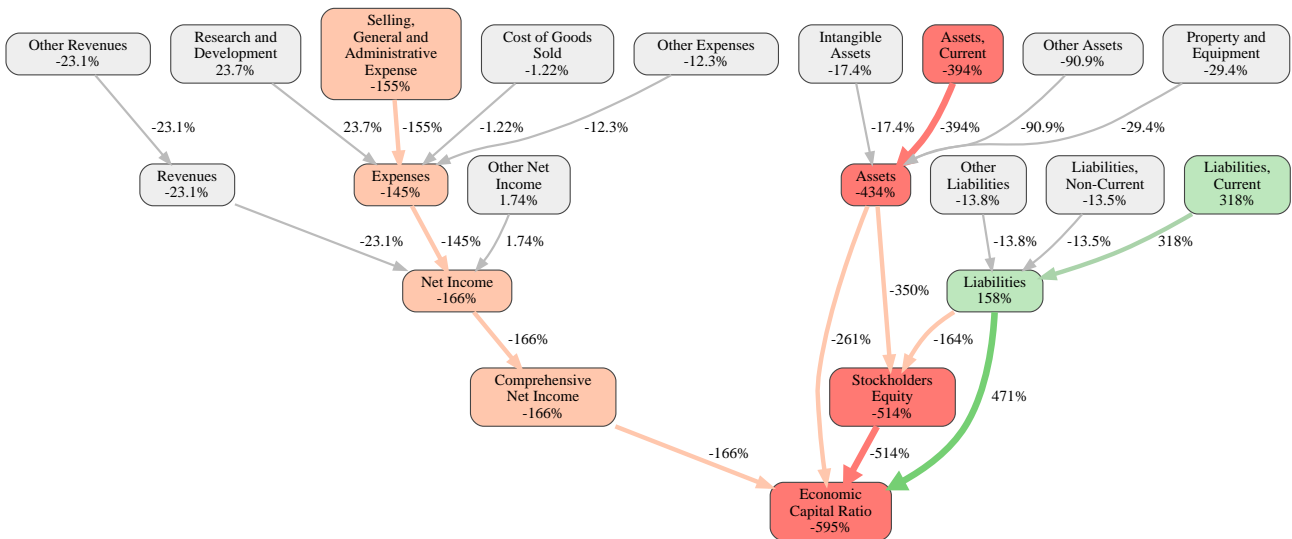 Other Revenues
-23.1%
Research and
Development
23.7%
Selling,
General and
Administrative
Expense
-155%
Cost of Goods
Sold
-1.22%
Other Expenses
-12.3%
Intangible
Assets
-17.4%
Assets,
Current
-394%
Other Assets
-90.9%
Property and
Equipment
-29.4%
-23.1%
23.7%
-155%
-1.22%
-12.3%
-17.4%
-394%
-90.9%
-29.4%
Revenues
-23.1%
Expenses
-145%
Other Net
Income
1.74%
Assets
-434%
Other
Liabilities
-13.8%
Liabilities,
Non-Current
-13.5%
Liabilities,
Current
318%
-23.1%
-145%
1.74%
-13.8%
-13.5%
318%
Net Income
-166%
-350%
Liabilities
158%
-166%
-261%
-164%
Comprehensive
Net Income
-166%
Stockholders
Equity
-514%
471%
-166%
-514%
Economic
Capital Ratio
-595%